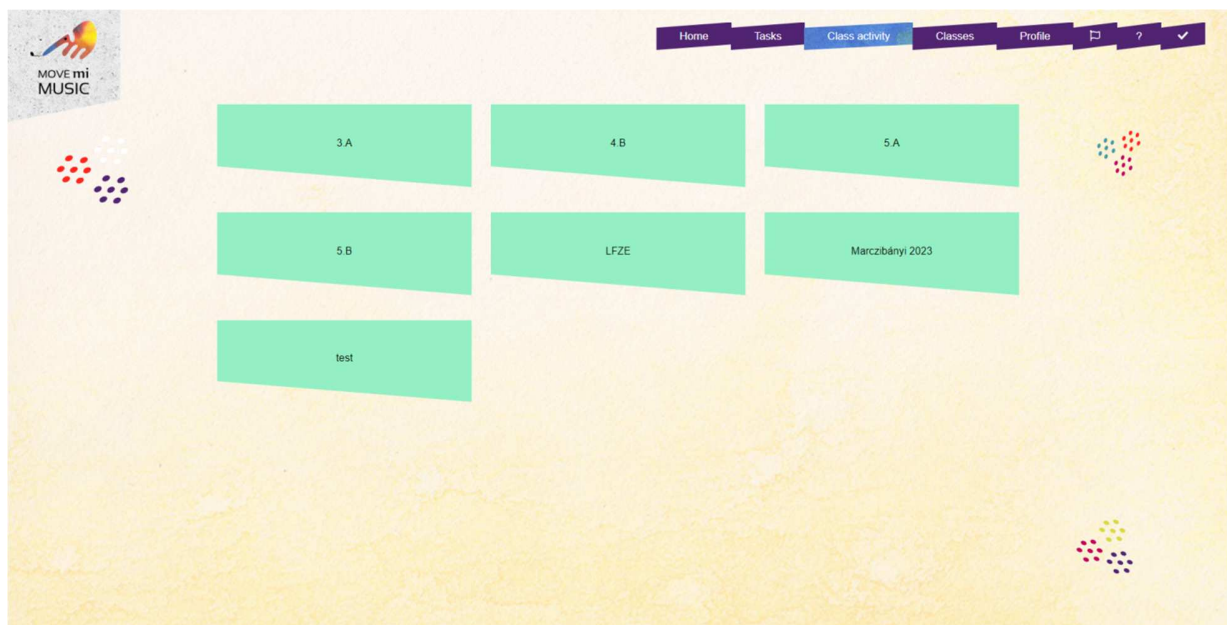 MOVE mi
MUSIC
Home
Tasks
Class activity
Classes
Profile
?
3.A
4.B
5.A
5.B
LFZE
Marczibányi 2023
test